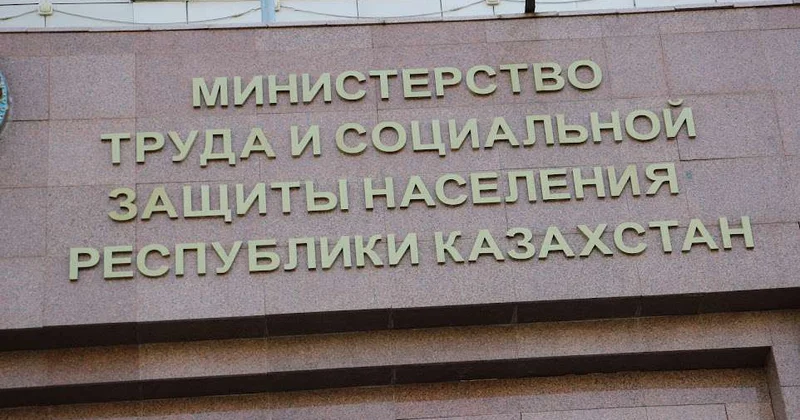 МИНИСТЕРСТВО
ТРУДА И СОЦИАЛЬНОЙ
ЗАЩИТЫ НАСЕЛЕНИЯ
РЕСПУБЛИКИ КАЗАХСТАН